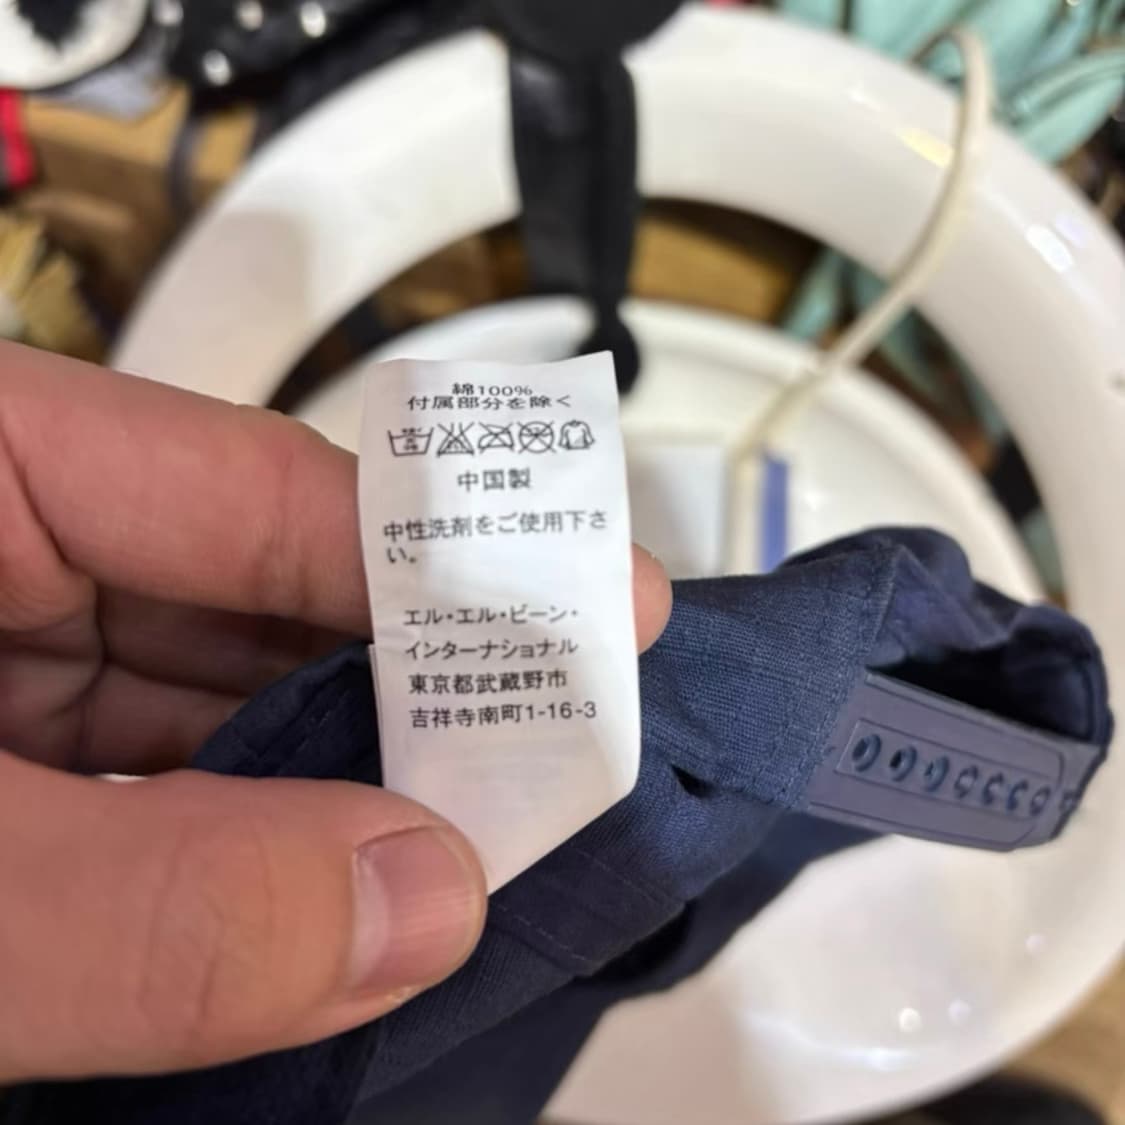 綿100%
付属部分を除く
中国製
中性洗剤をご使用下さ
い。
エル・エル・ビーン・
インターナショナル
東京都武蔵野市
吉祥寺南町1-16-3